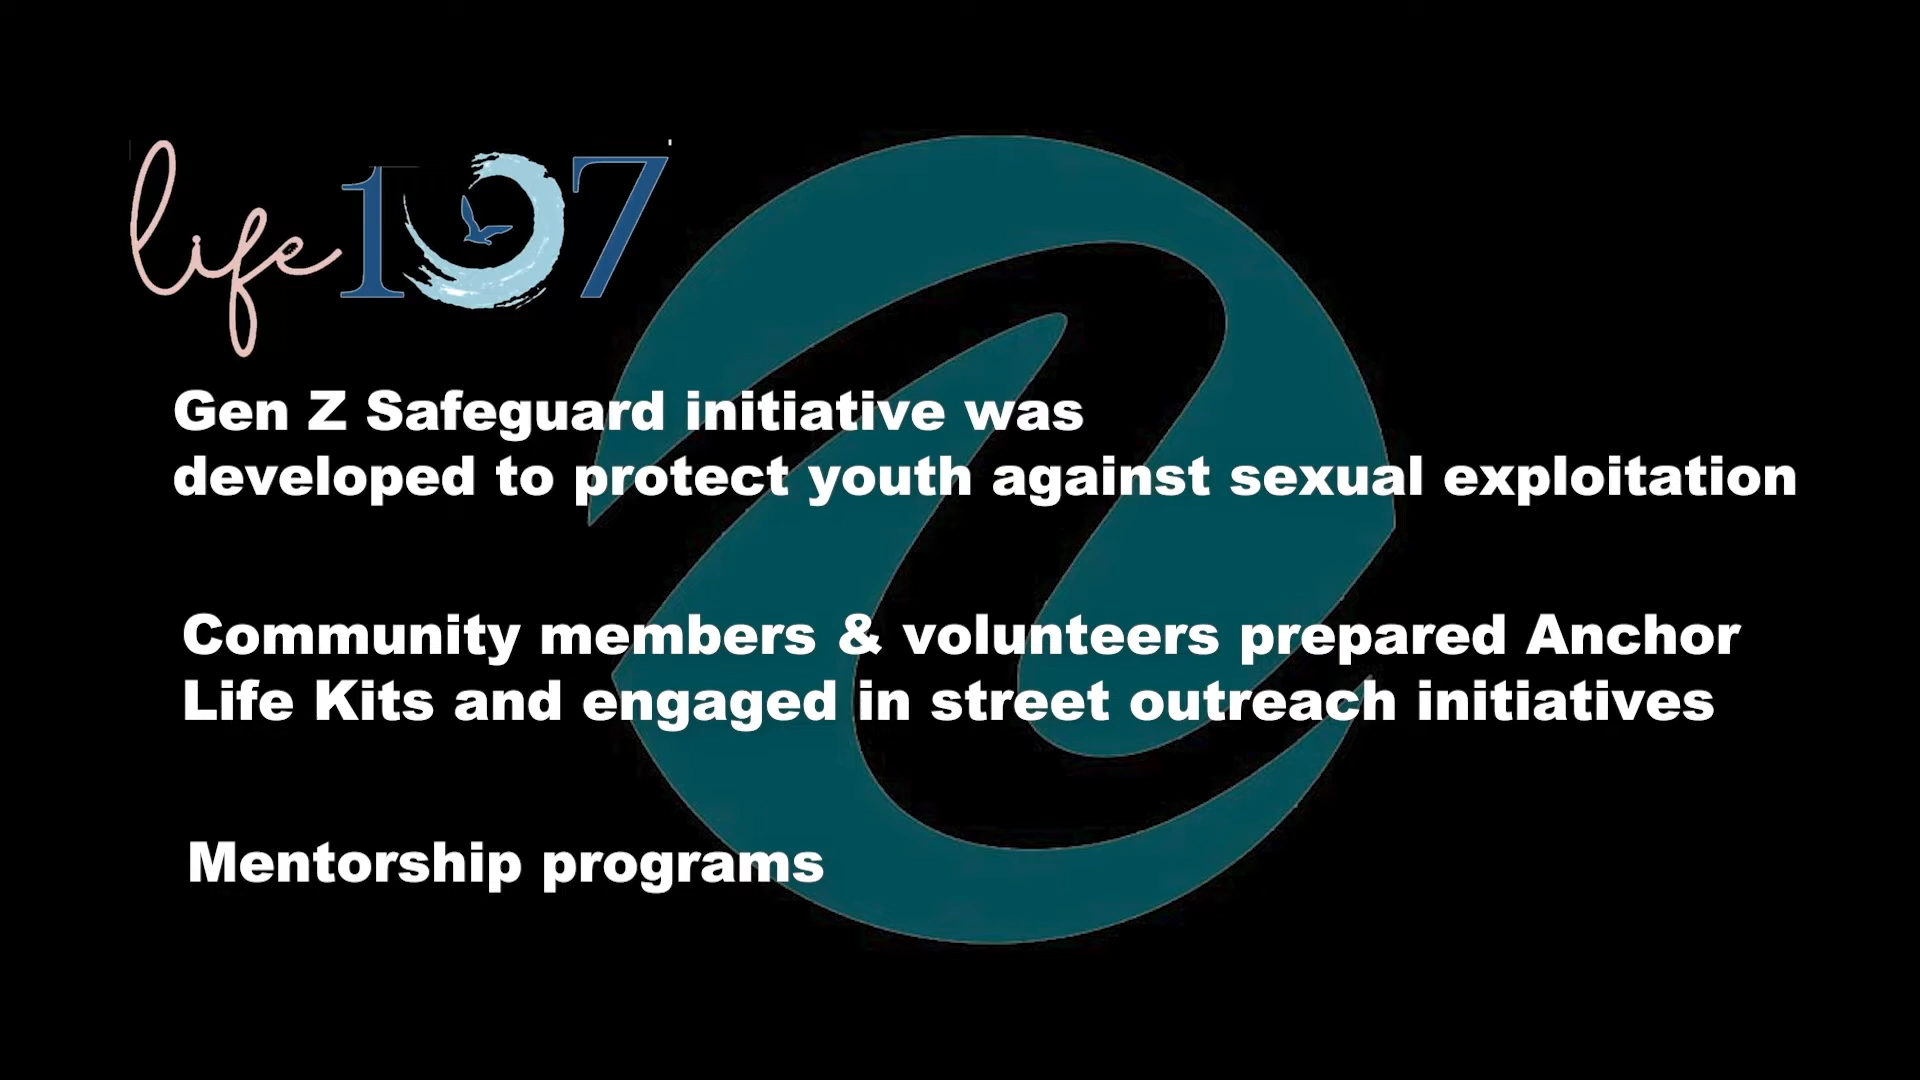 life107
Gen Z Safeguard initiative was
developed to protect youth against sexual exploitation
Community members & volunteers prepared Anchor
Life Kits and engaged in street outreach initiatives
Mentorship programs